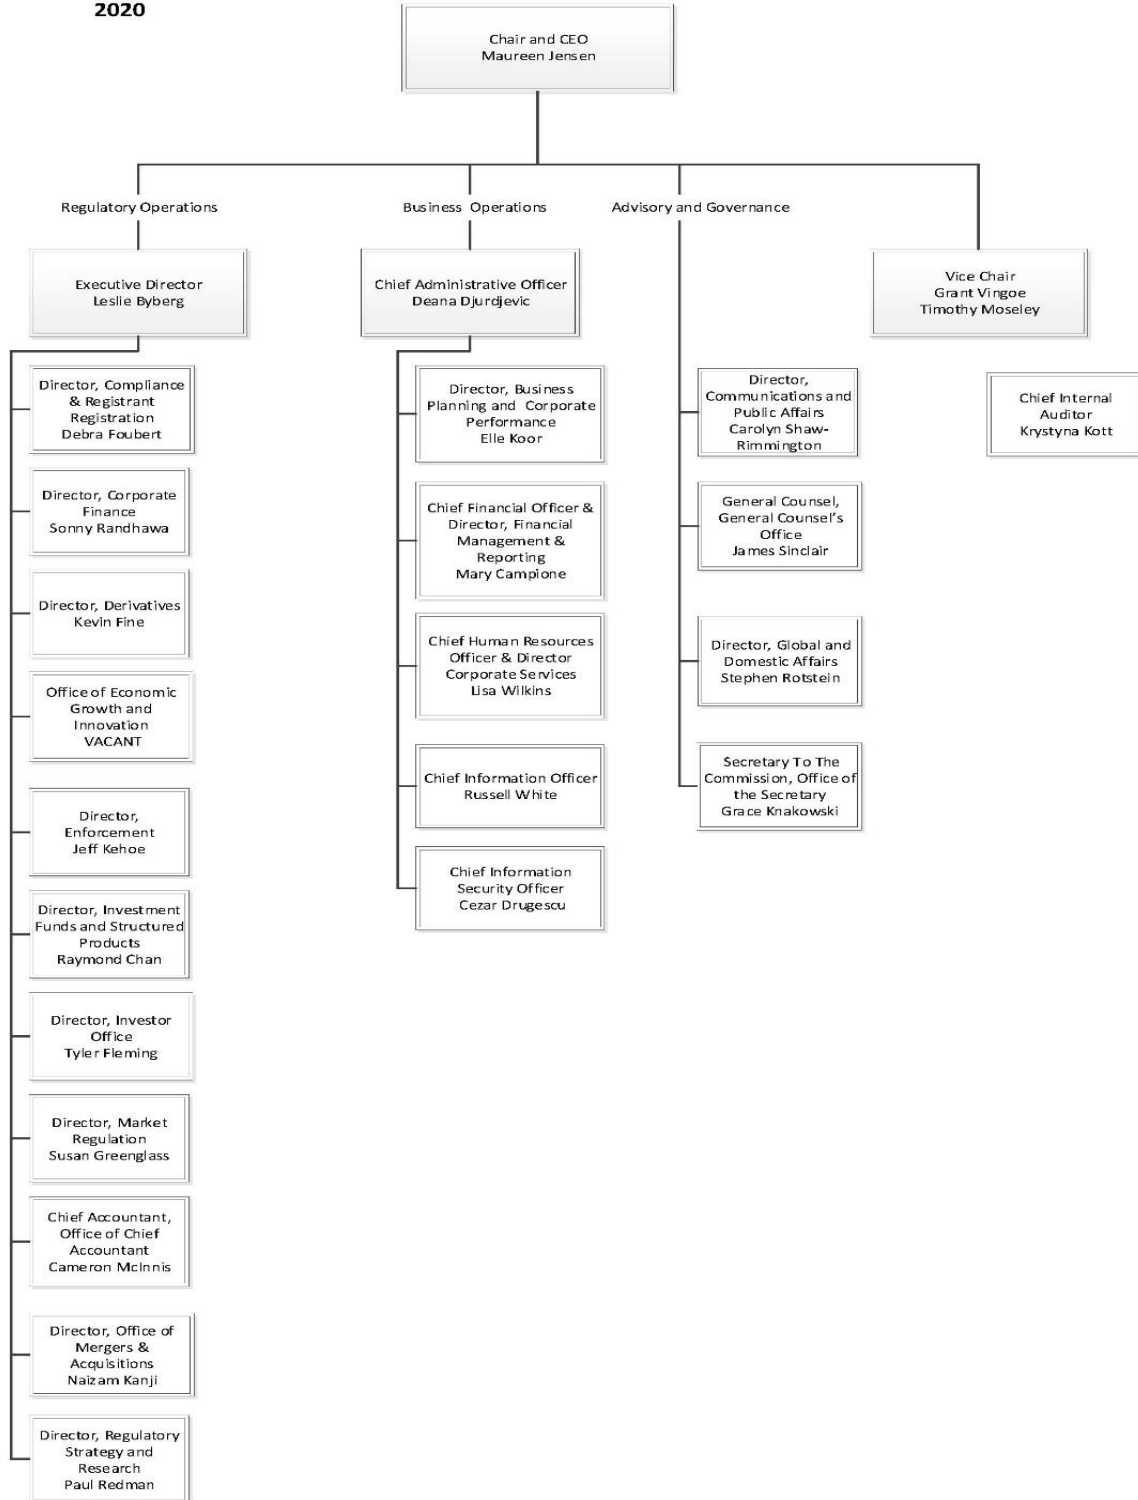 2020
Chair and CEO
Maureen Jensen
Regulatory Operations
Business Operations
Advisory and Governance
Executive Director
Leslie Byberg
Chief Administrative Officer
Deana Djurdjevic
Vice Chair
Grant Vingoe
Timothy Moseley
Director, Compliance
& Registrant
Registration
Debra Foubert
Director, Corporate
Finance
Sonny Randhawa
Director, Derivatives
Kevin Fine
Office of Economic
Growth and
Innovation
VACANT
Director,
Enforcement
Jeff Kehoe
Director, Investment
Funds and Structured
Products
Raymond Chan
Director, Investor
Office
Tyler Fleming
Director, Market
Regulation
Susan Greenglass
Chief Accountant,
Office of Chief
Accountant
Cameron McInnis
Director, Office of
Mergers &
Acquisitions
Naizam Kanji
Director, Regulatory
Strategy and
Research
Paul Redman
Director, Business
Planning and Corporate
Performance
Elle Koor
Chief Financial Officer &
Director, Financial
Management &
Reporting
Mary Campione
Chief Human Resources
Officer & Director
Corporate Services
Lisa Wilkins
Chief Information Officer
Russell White
Chief Information
Security Officer
Cezar Drugescu
Director,
Communications and
Public Affairs
Carolyn Shaw-
Rimmington
General Counsel,
General Counsel's
Office
James Sinclair
Director, Global and
Domestic Affairs
Stephen Rotstein
Secretary To The
Commission, Office of
the Secretary
Grace Knakowski
Chief Internal
Auditor
Krystyna Kott